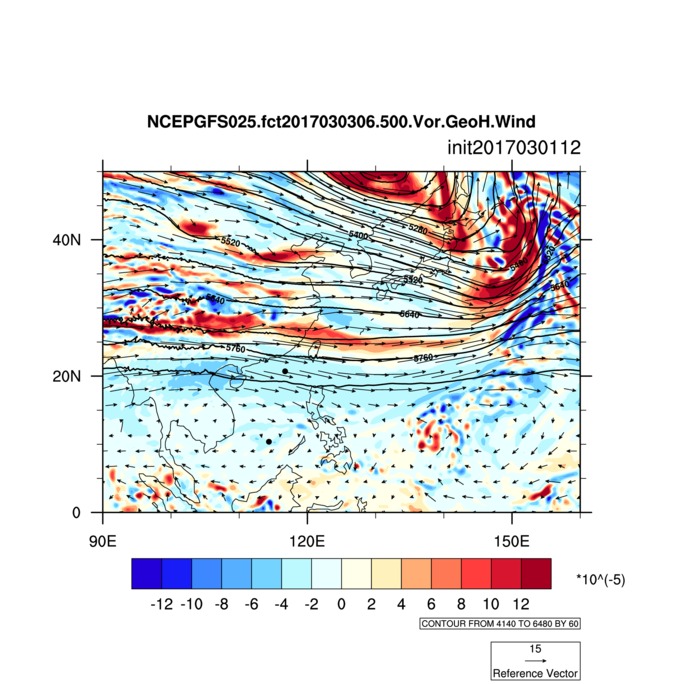 NCEPGFS025.fct2017030306.500.Vor.GeoH.Wind
init2017030112
5280
5400
5520
5520
5640
5640
5640
5760
5760
40N
20N
0
90E 120E 150E
-12 -10 -8 -6 -4 -2 0 2 4 6 8 10 12
*10^(-5)
CONTOUR FROM 4140 TO 6480 BY 60
15
Reference Vector